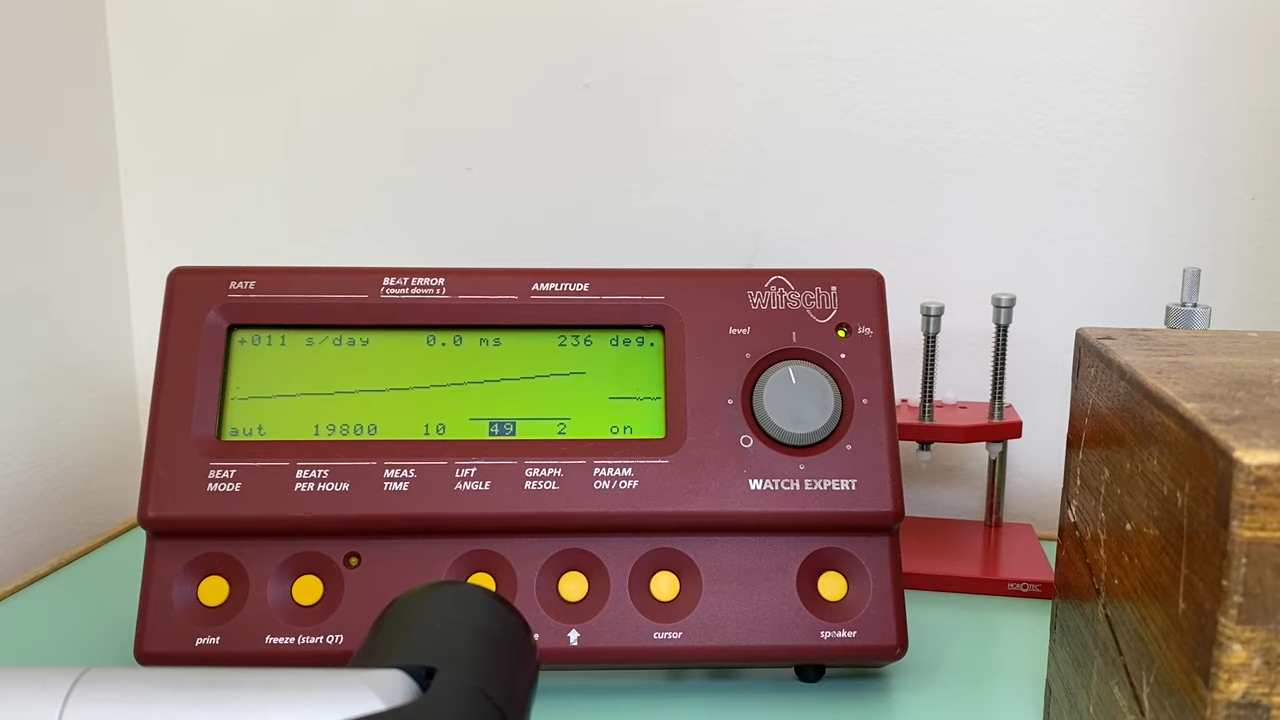 RATE BEAT ERROR AMPLITUDE
( count down s )
witschi
level sig.
+011 s/day 0.0 ms 236 deg.
aut 19800 10 49 2 on
BEAT MODE BEATS PER HOUR MEAS. TIME LIFT ANGLE GRAPH. RESOL. PARAM. ON / OFF
WATCH EXPERT
HOROTEC
print freeze (start QT) e cursor speaker